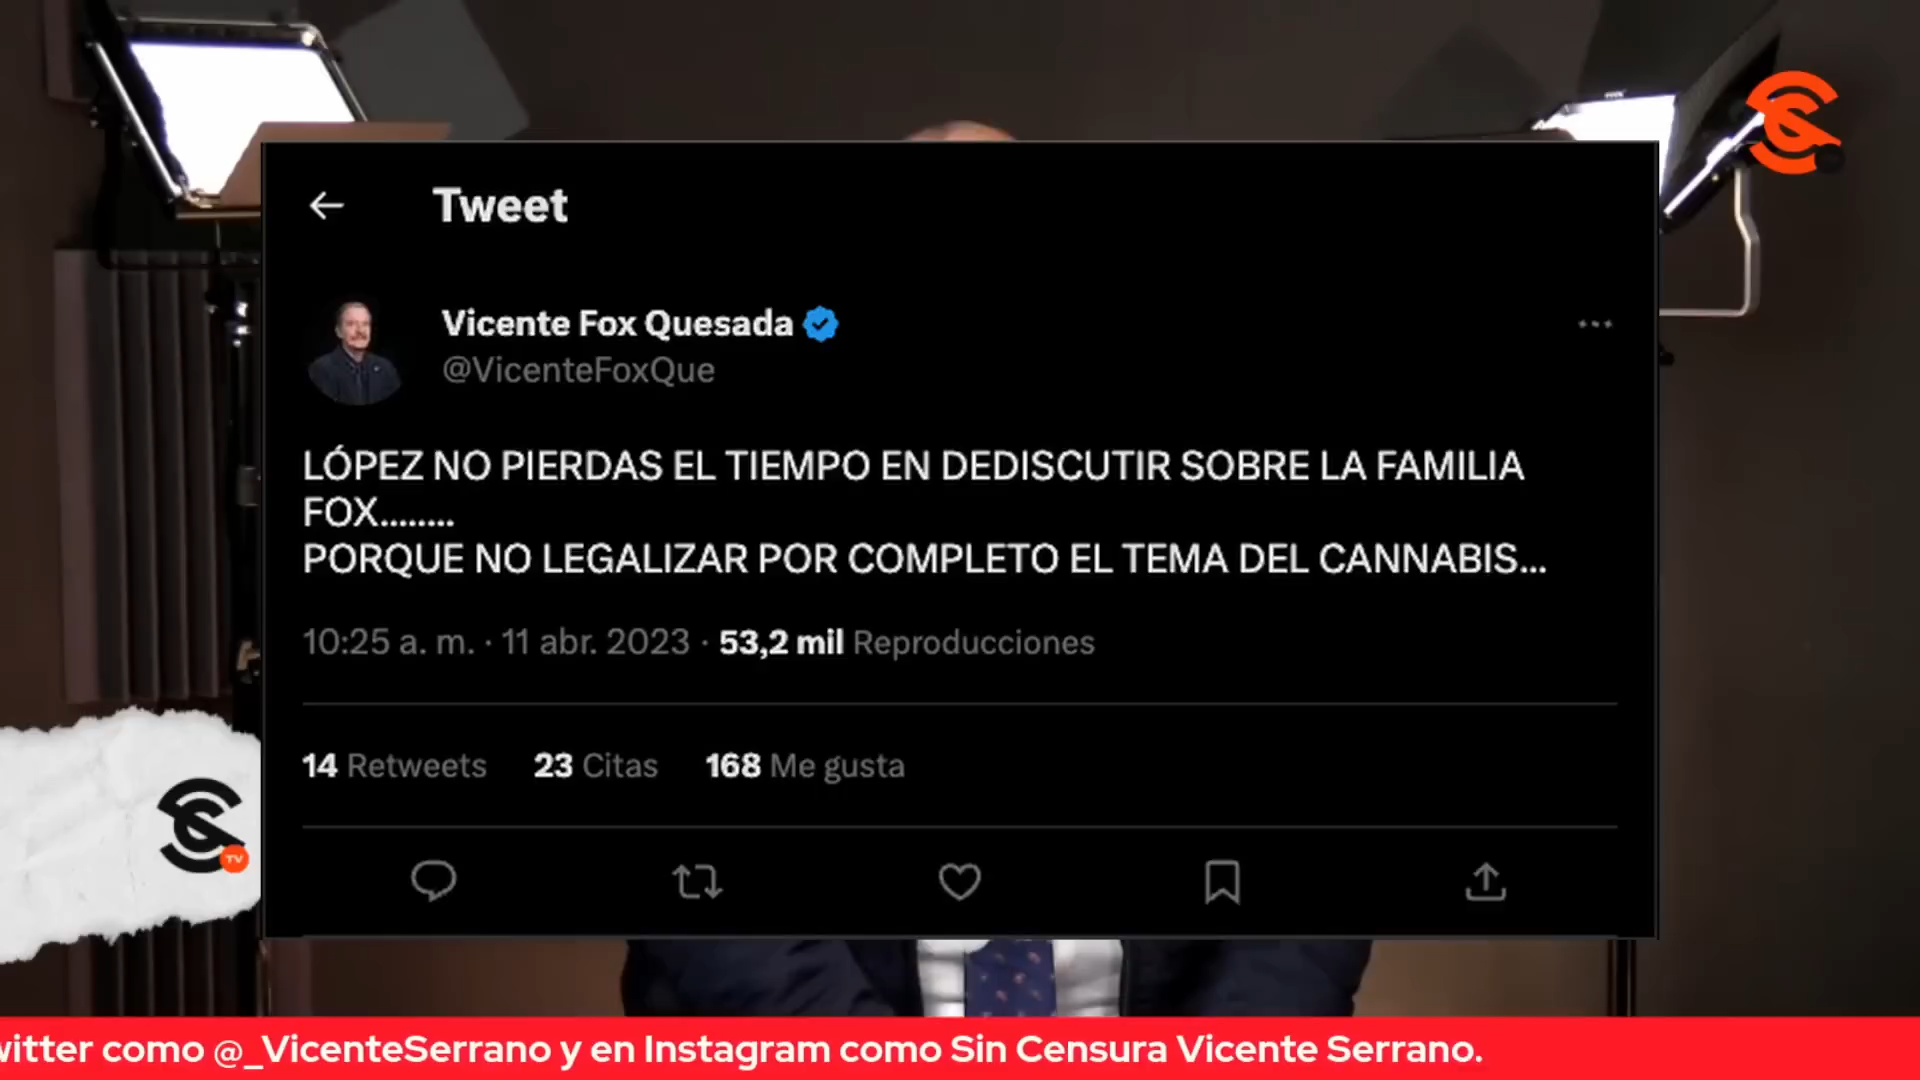 Tweet
Vicente Fox Quesada
@VicenteFoxQue
LÓPEZ NO PIERDAS EL TIEMPO EN DEDISCUTIR SOBRE LA FAMILIA
FOX........
PORQUE NO LEGALIZAR POR COMPLETO EL TEMA DEL CANNABIS...
10:25 a. m. · 11 abr. 2023 · 53,2 mil Reproducciones
14 Retweets 23 Citas 168 Me gusta
TV
witter como @_VicenteSerrano y en Instagram como Sin Censura Vicente Serrano.